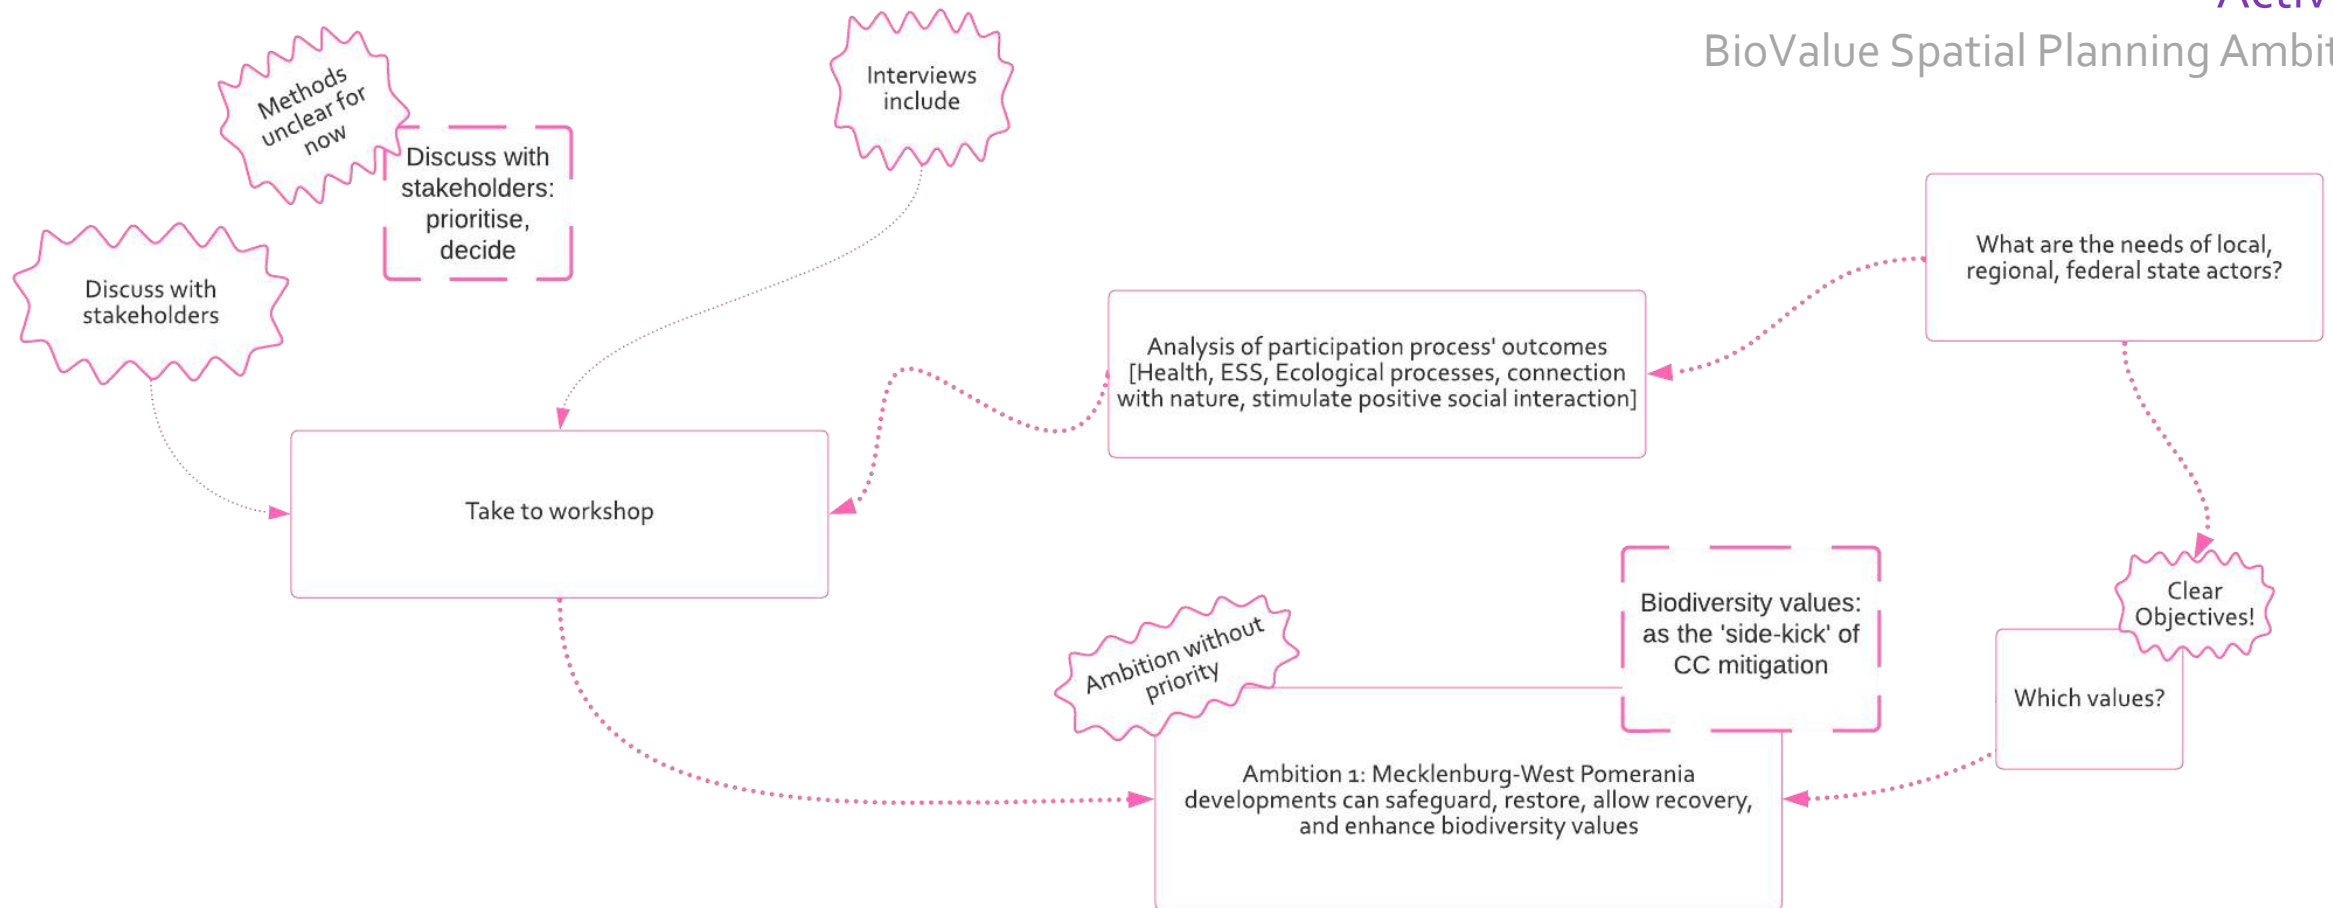 BioValue Spatial Planning
Methods
unclear for
now
Interviews
include
Discuss with
stakeholders:
prioritise,
decide
Discuss with
stakeholders
What are the needs of local,
regional, federal state actors?
Analysis of participation process' outcomes
[Health, ESS, Ecological processes, connection
with nature, stimulate positive social interaction]
Take to workshop
Biodiversity values:
as the 'side-kick' of
CC mitigation
Clear
Objectives!
Ambition without
priority
Which values?
Ambition 1: Mecklenburg-West Pomerania
developments can safeguard, restore, allow recovery,
and enhance biodiversity values